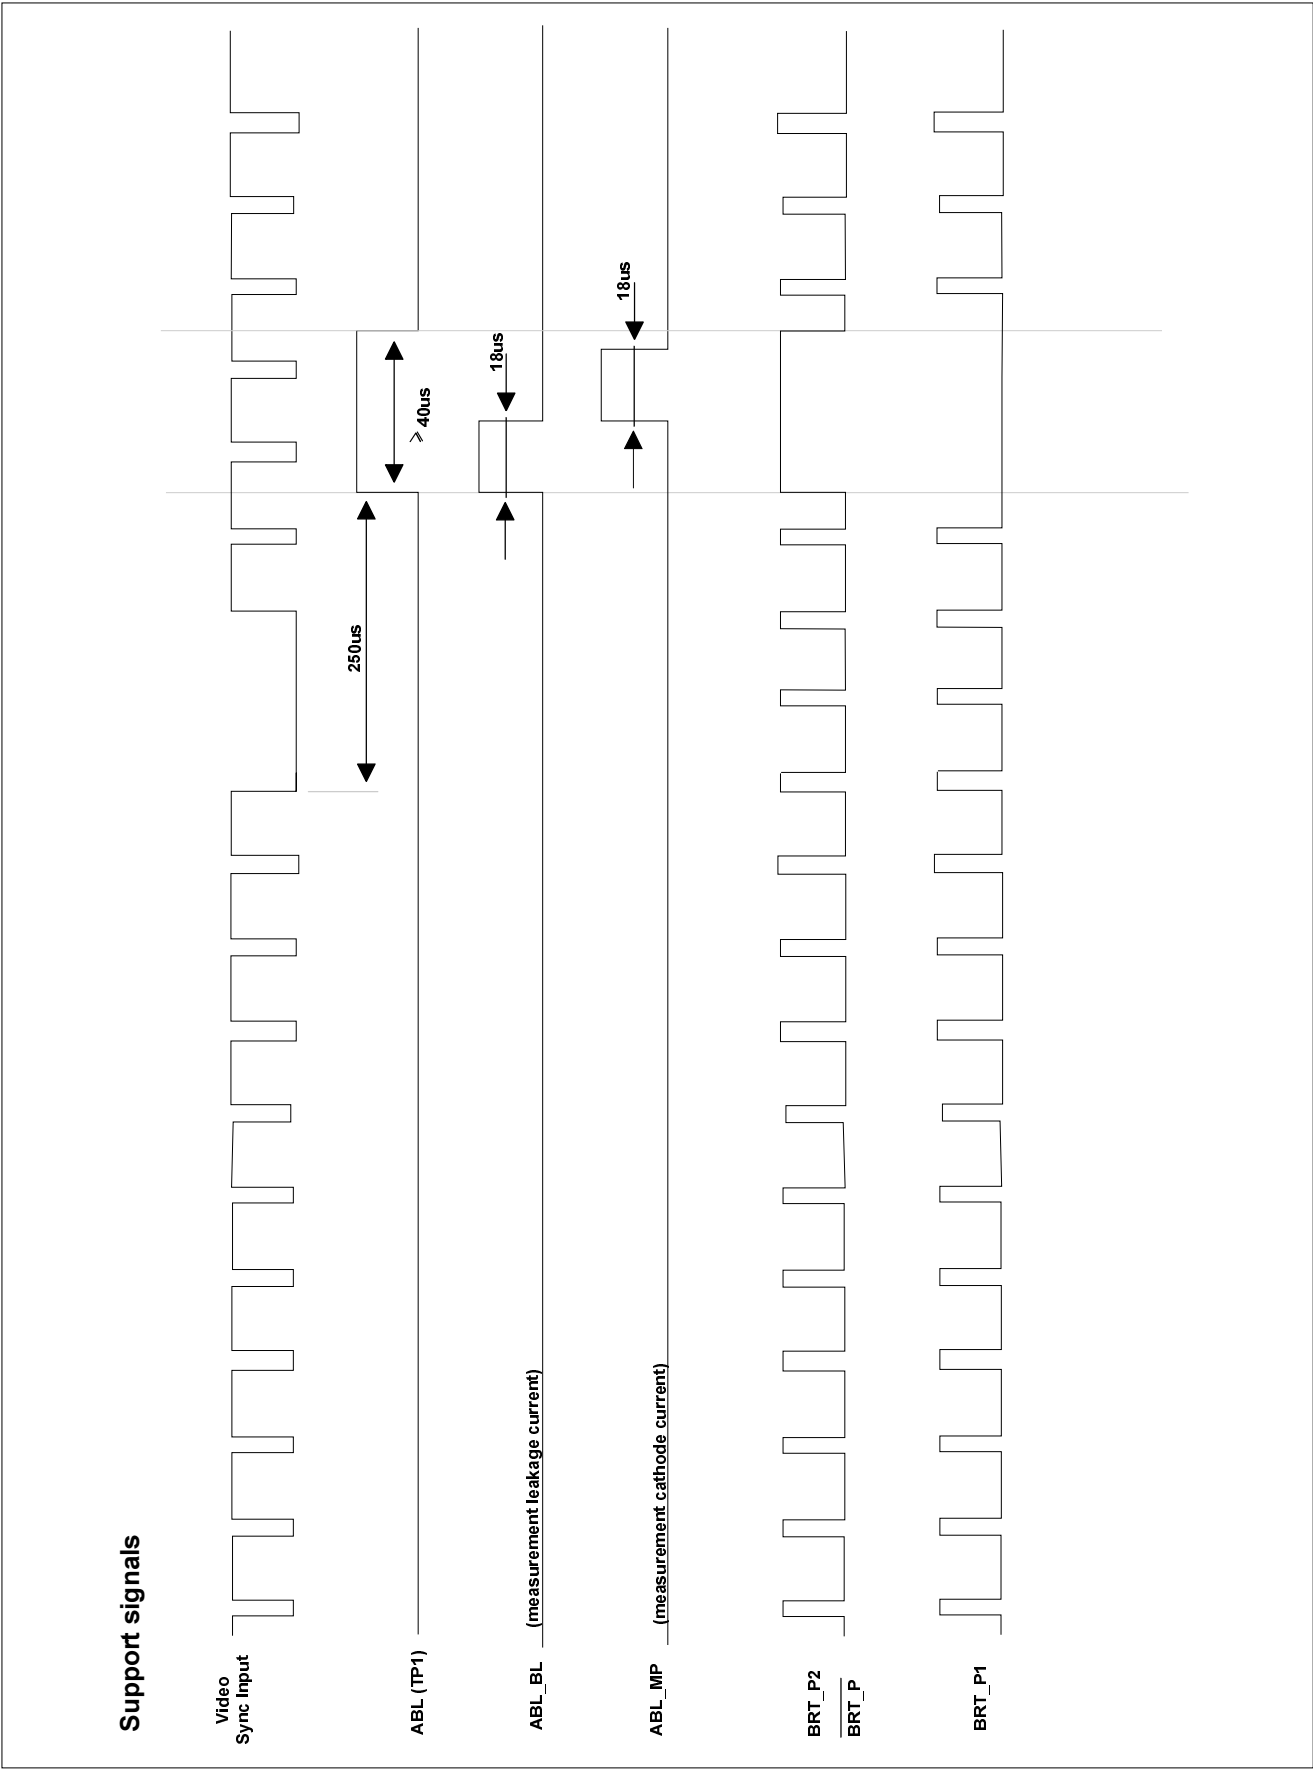 Support signals
Video
Sync Input
250us
ABL (TP1)
⩾ 40us
ABL_BL
(measurement leakage current)
18us
ABL_MP
(measurement cathode current)
18us
BRT_P2
BRT_P
BRT_P1